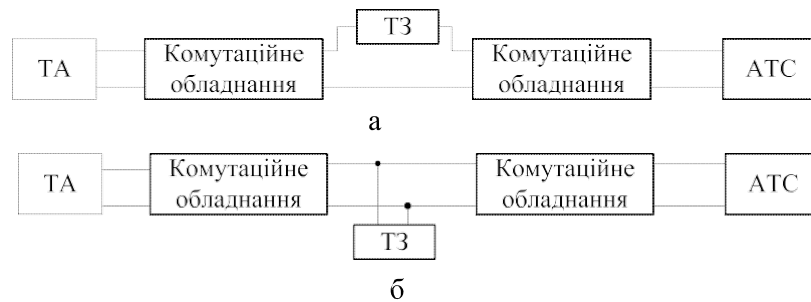 ТЗ
ТА
Комутаційне
обладнання
Комутаційне
обладнання
АТС
а
ТА
Комутаційне
обладнання
Комутаційне
обладнання
АТС
ТЗ
б